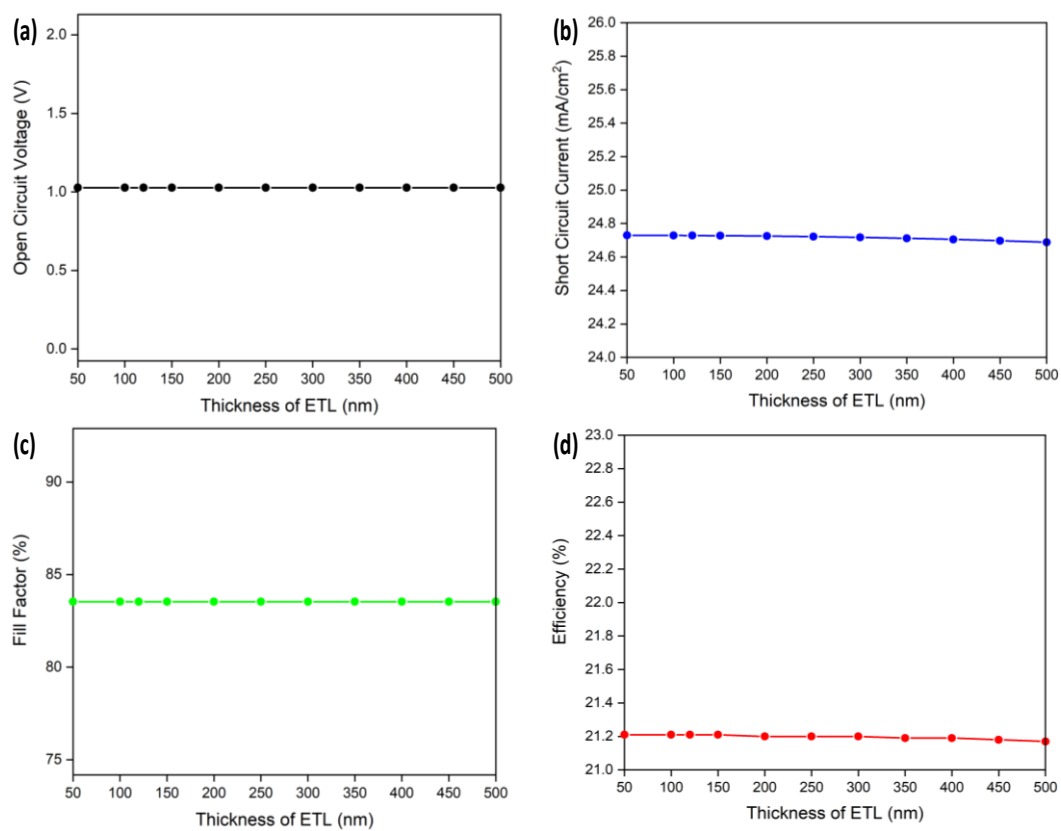 (a)
2.0
1.5
1.0
0.5
0.0
Open Circuit Voltage (V)
50 100 150 200 250 300 350 400 450 500
Thickness of ETL (nm)
(b)
26.0
25.8
25.6
25.4
25.2
25.0
24.8
24.6
24.4
24.2
24.0
Short Circuit Current (mA/cm²)
50 100 150 200 250 300 350 400 450 500
Thickness of ETL (nm)
(c)
90
85
80
75
Fill Factor (%)
50 100 150 200 250 300 350 400 450 500
Thickness of ETL (nm)
(d)
23.0
22.8
22.6
22.4
22.2
22.0
21.8
21.6
21.4
21.2
21.0
Efficiency (%)
50 100 150 200 250 300 350 400 450 500
Thickness of ETL (nm)